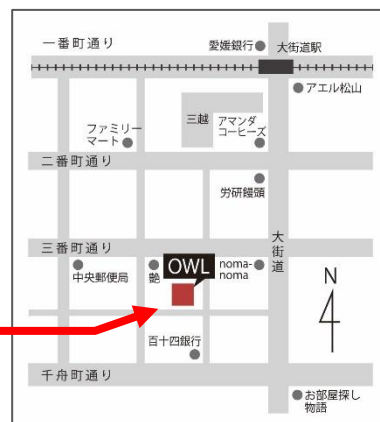 一番町通り
愛媛銀行
大街道駅
アエル松山
三越
アマンダ
コーヒーズ
ファミリー
マート
二番町通り
労研饅頭
三番町通り
大街道
中央郵便局
艶
OWL
noma-
noma
N
百十四銀行
千舟町通り
お部屋探し
物語